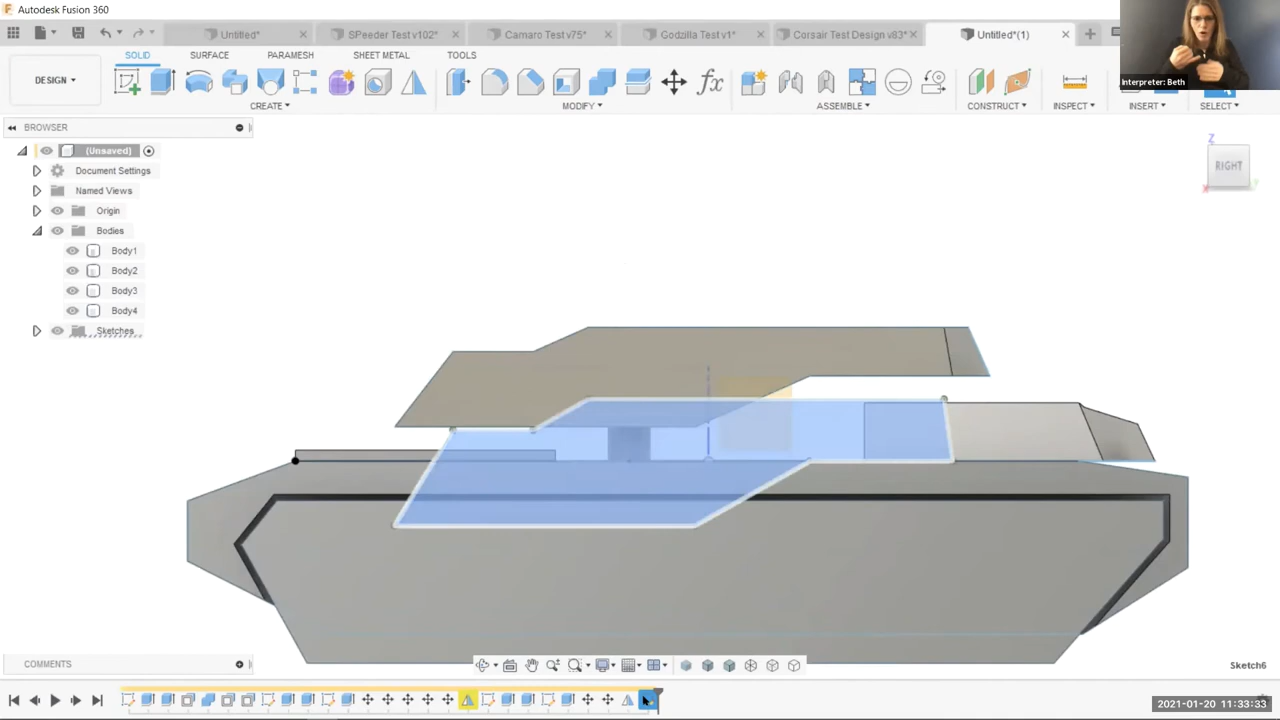 Autodesk Fusion 360
Untitled*
SPeeder Test v102*
Camaro Test v75*
Godzilla Test v1*
Corsair Test Design v83*
Untitled*(1)
SOLID
SURFACE
PARAMESH
SHEET METAL
TOOLS
DESIGN
CREATE
MODIFY
ASSEMBLE
CONSTRUCT
INSPECT
INSERT
SELECT
Interpreter: Beth
BROWSER
(Unsaved)
Document Settings
Named Views
Origin
Bodies
Body1
Body2
Body3
Body4
Sketches
Z
RIGHT
X
Y
COMMENTS
Sketch6
2021-01-20 11:33:33